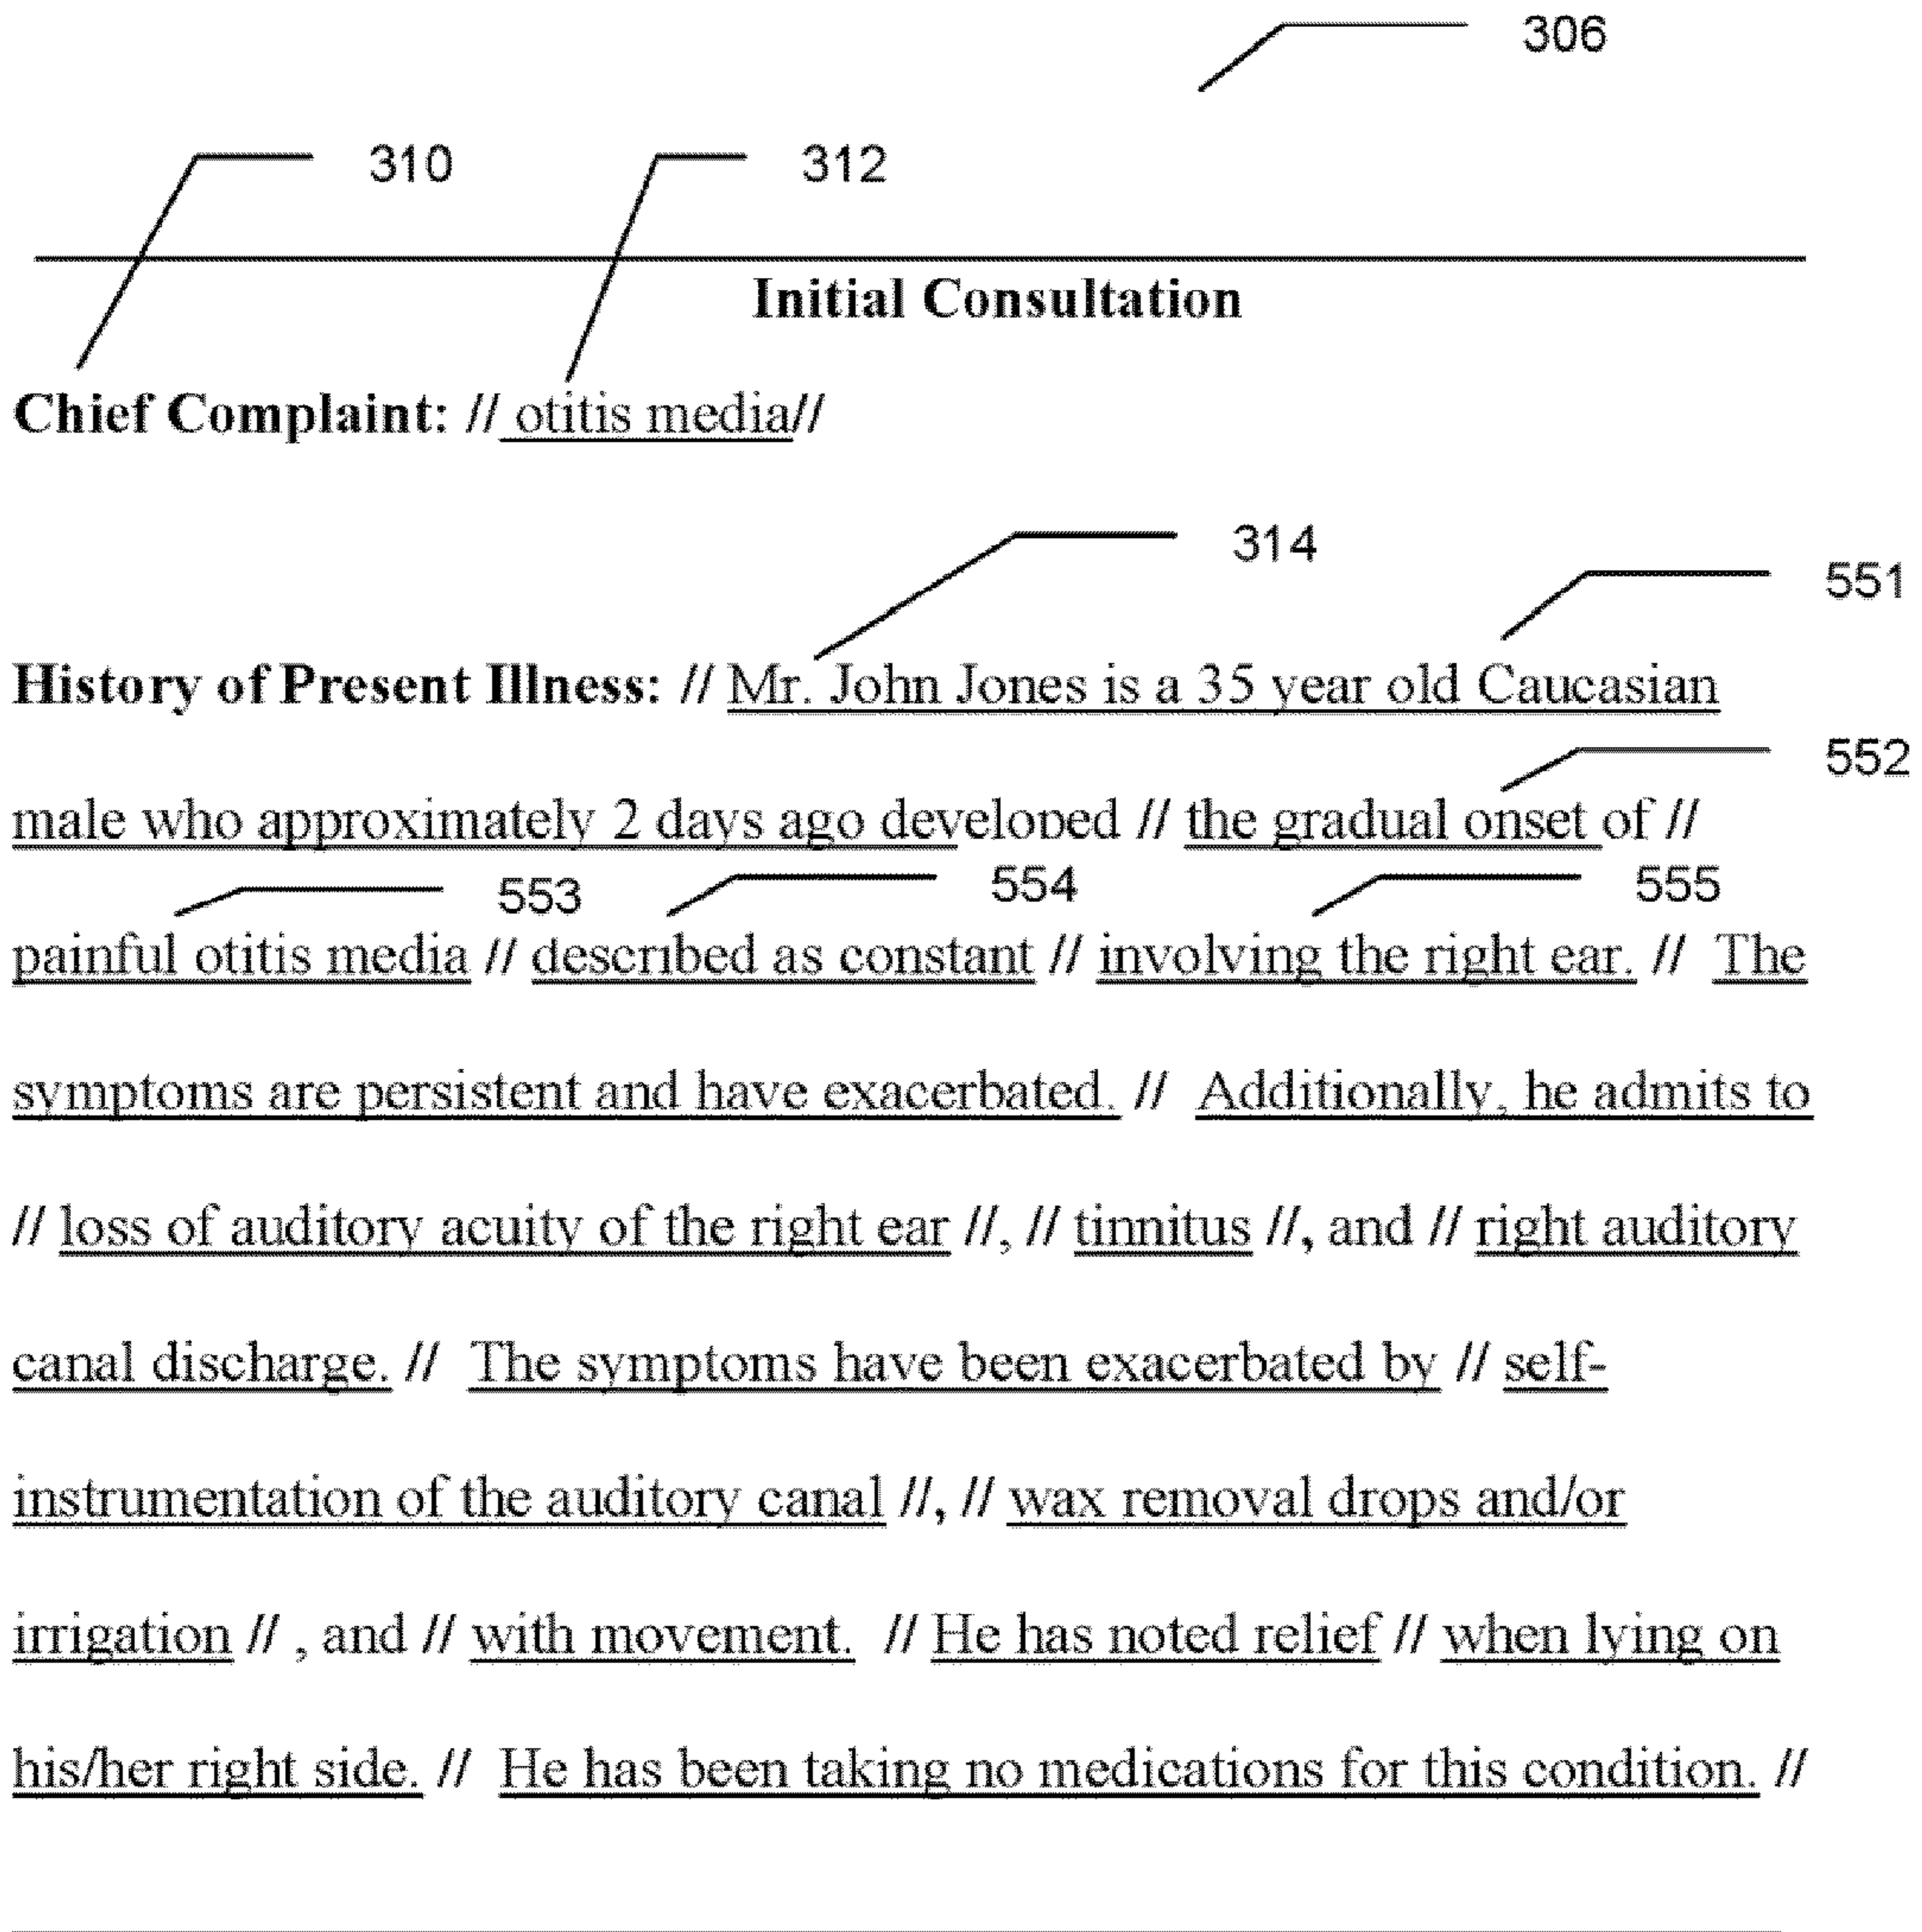 306
310 312
Initial Consultation
Chief Complaint: // otitis media//
314
551
History of Present Illness: // Mr. John Jones is a 35 year old Caucasian
552
male who approximately 2 days ago developed // the gradual onset of //
553 554 555
painful otitis media // described as constant // involving the right ear. // The
symptoms are persistent and have exacerbated. // Additionally, he admits to
// loss of auditory acuity of the right ear //, // tinnitus //, and // right auditory
canal discharge. // The symptoms have been exacerbated by // self-
instrumentation of the auditory canal //, // wax removal drops and/or
irrigation // , and // with movement. // He has noted relief // when lying on
his/her right side. // He has been taking no medications for this condition. //